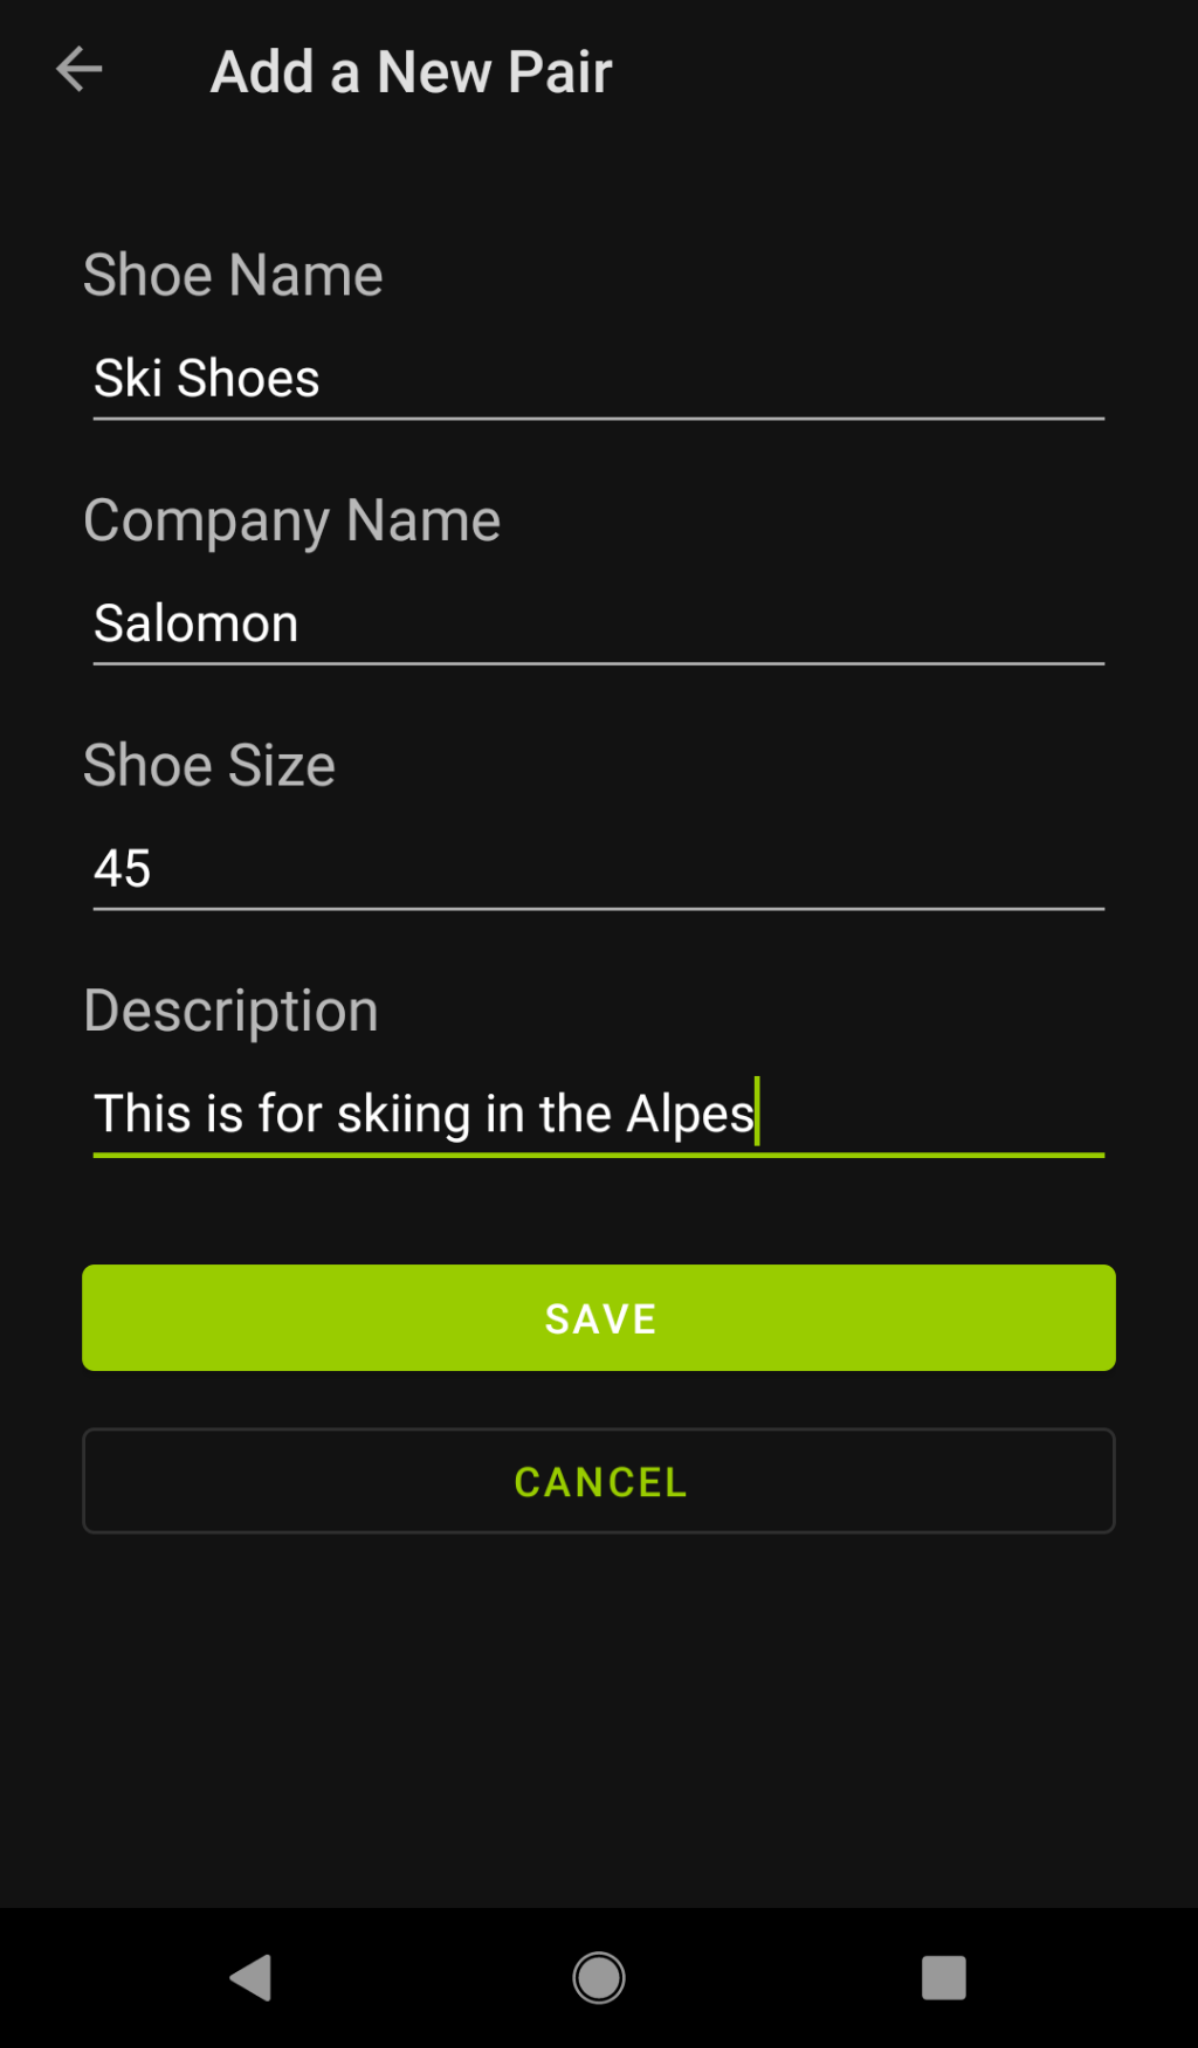 Add a New Pair
Shoe Name
Ski Shoes
Company Name
Salomon
Shoe Size
45
Description
This is for skiing in the Alpes
SAVE
CANCEL